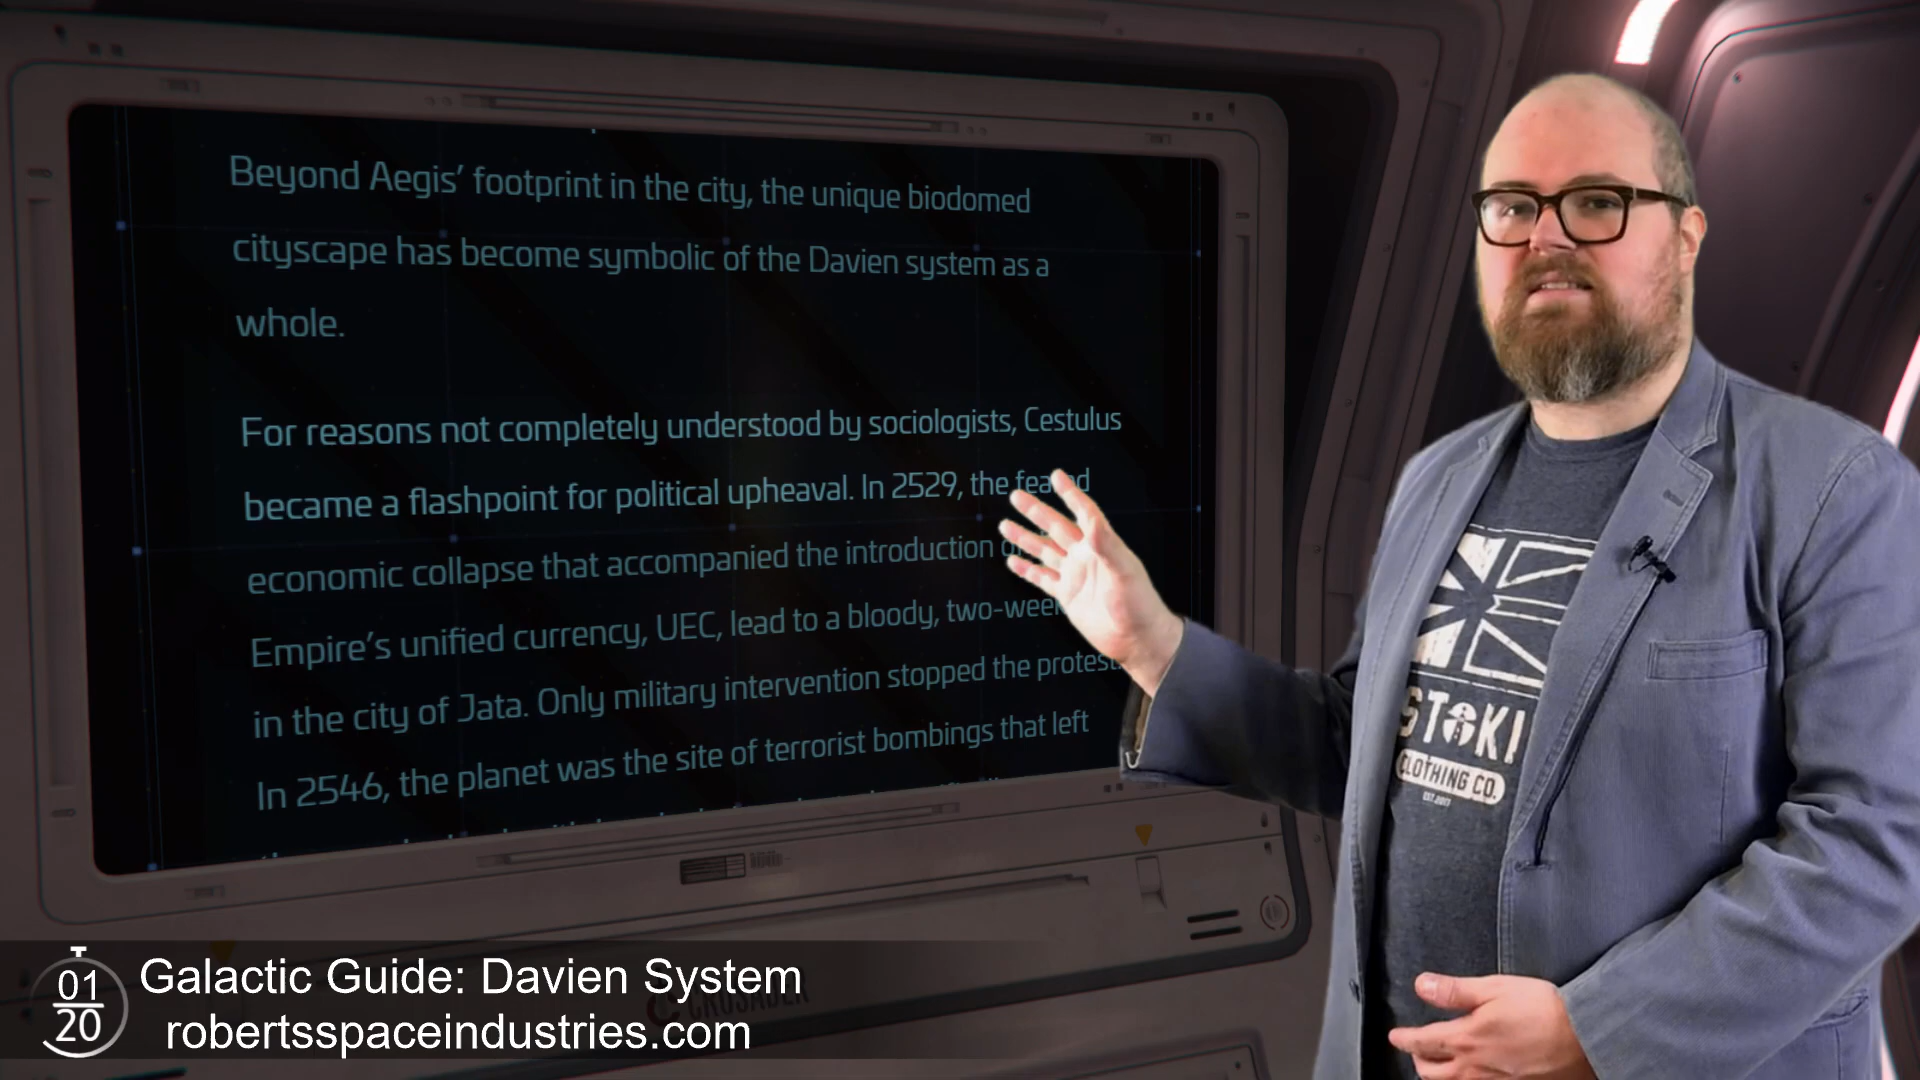 Beyond Aegis’ footprint in the city, the unique biodomed
cityscape has become symbolic of the Davien system as a
whole.
For reasons not completely understood by sociologists, Cestulus
became a flashpoint for political upheaval. In 2529, the
economic collapse that accompanied the introduction
Empire’s unified currency, UEC, lead to a bloody,
in the city of Jata. Only military intervention stopped the
In 2546, the planet was the site of terrorist bombings that left
STOKI
CLOTHING CO.
EST.2017
01
20
Galactic Guide: Davien System
CRUSADER
robertsspaceindustries.com